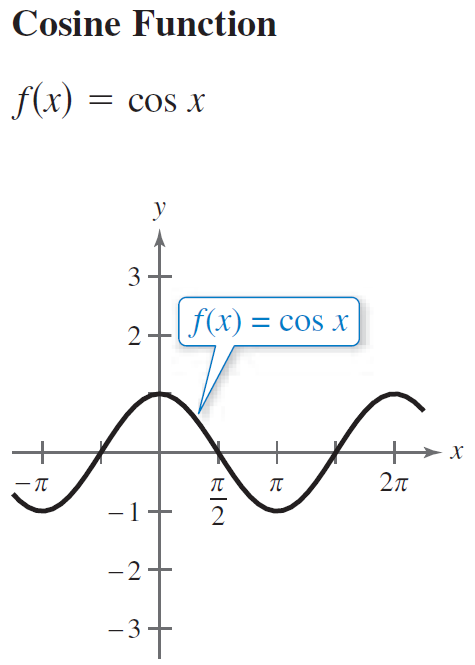 Cosine Function
f(x) = cos x
y
3
f(x) = cos x
2
x
−π
π/2
π
2π
−1
−2
−3